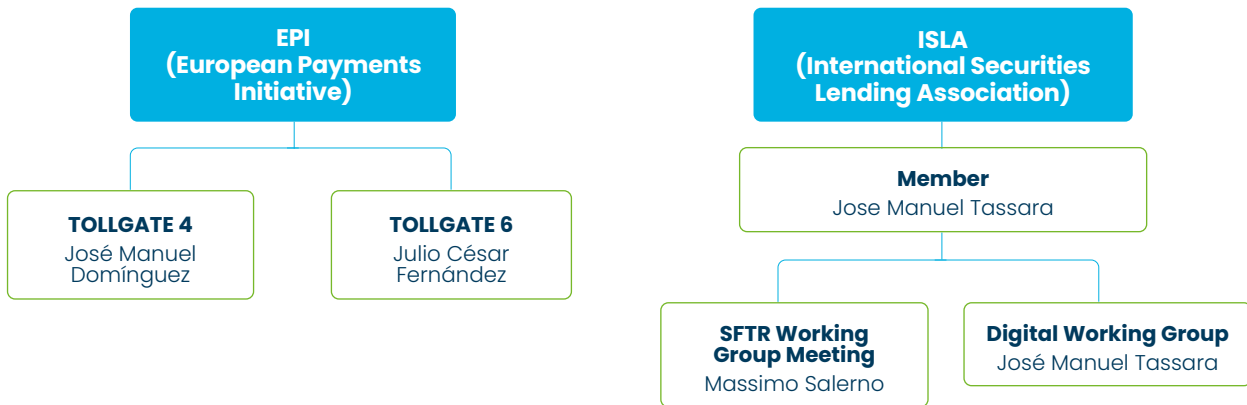 EPI
(European Payments
Initiative)
TOLLGATE 4
José Manuel
Domínguez
TOLLGATE 6
Julio César
Fernández
ISLA
(International Securities
Lending Association)
Member
Jose Manuel Tassara
SFTR Working
Group Meeting
Massimo Salerno
Digital Working Group
José Manuel Tassara